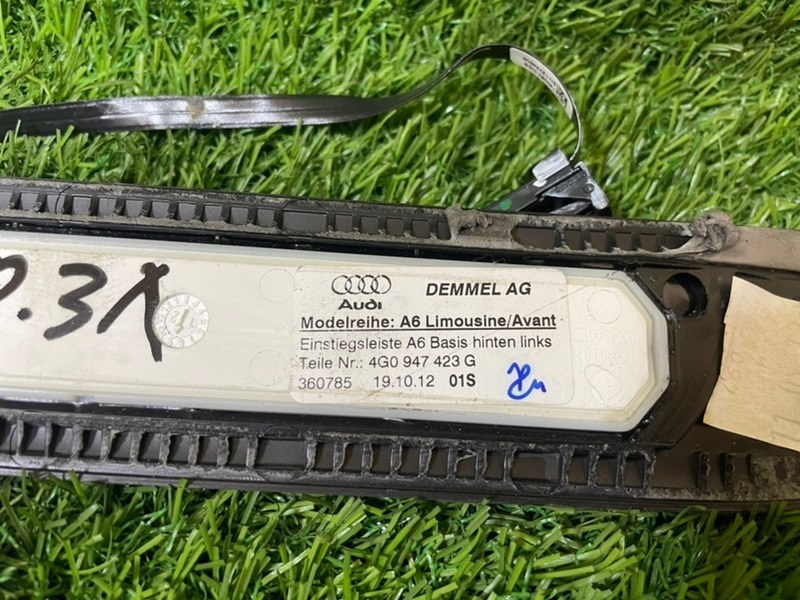 DEMMEL AG
Audi
Modelreihe: A6 Limousine/Avant
Einstiegsleiste A6 Basis hinten links
Teile Nr.: 4G0 947 423 G
360785 19.10.12 01S